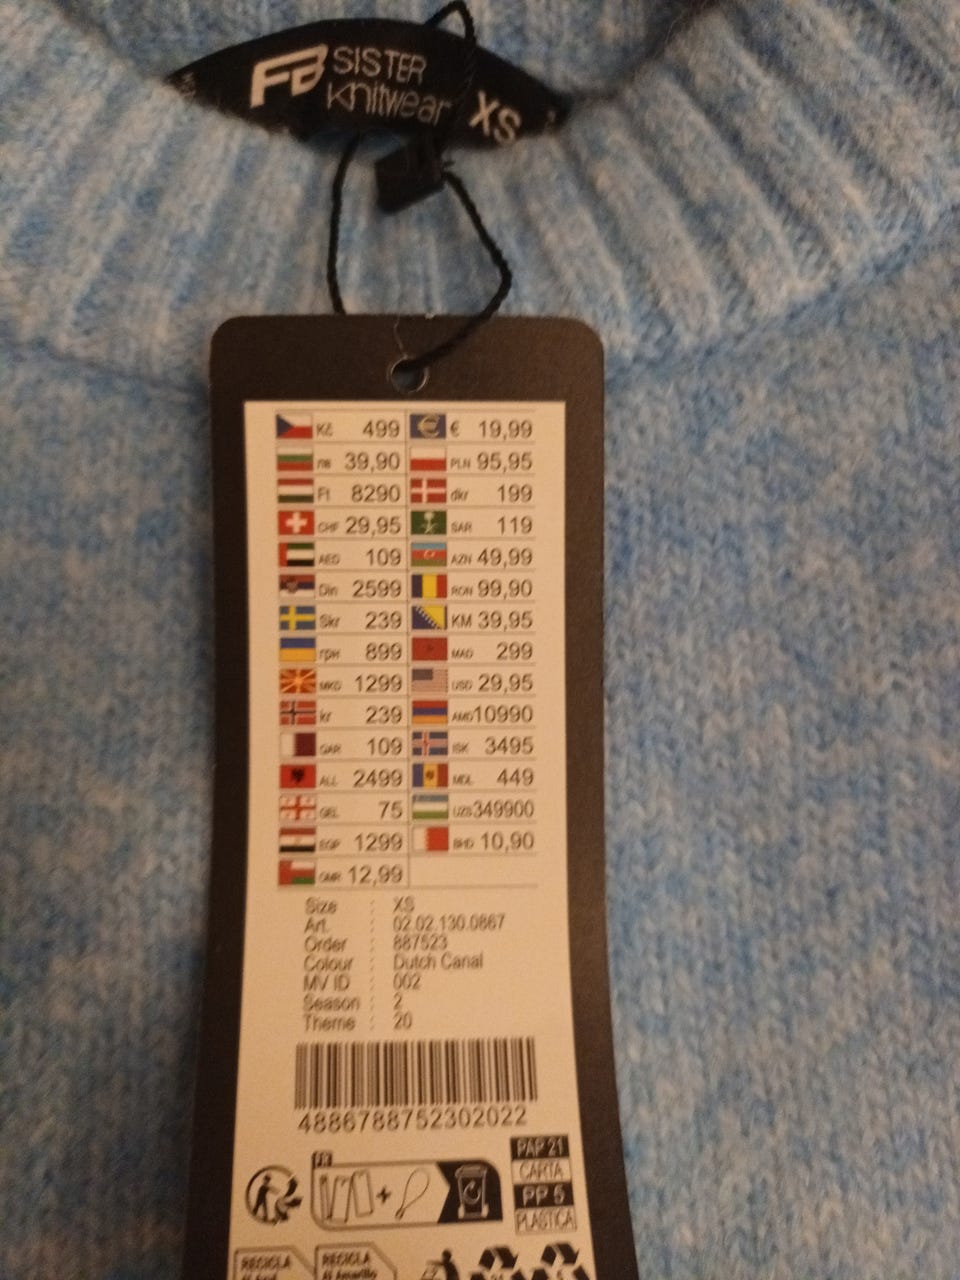 FB SISTER
Knitwear XS
Kč 499 € 19,99
лв 39,90 PLN 95,95
Ft 8290 dkr 199
CHF 29,95 SAR 119
AED 109 AZN 49,99
Din 2599 RON 99,90
Skr 239 KM 39,95
грн 899 MAD 299
MKD 1299 USD 29,95
kr 239 AMD 10990
QAR 109 ISK 3495
ALL 2499 MDL 449
GEL 75 UZS 349900
EGP 1299 BHD 10,90
OMR 12,99
Size : XS
Art. : 02.02.130.0867
Order : 887523
Colour : Dutch Canal
MV ID : 002
Season : 2
Theme : 20
4886788752302022
FR
PAP 21
CARTA
PP 5
PLASTICA
RECICLA RECICLA
Al Amarillo